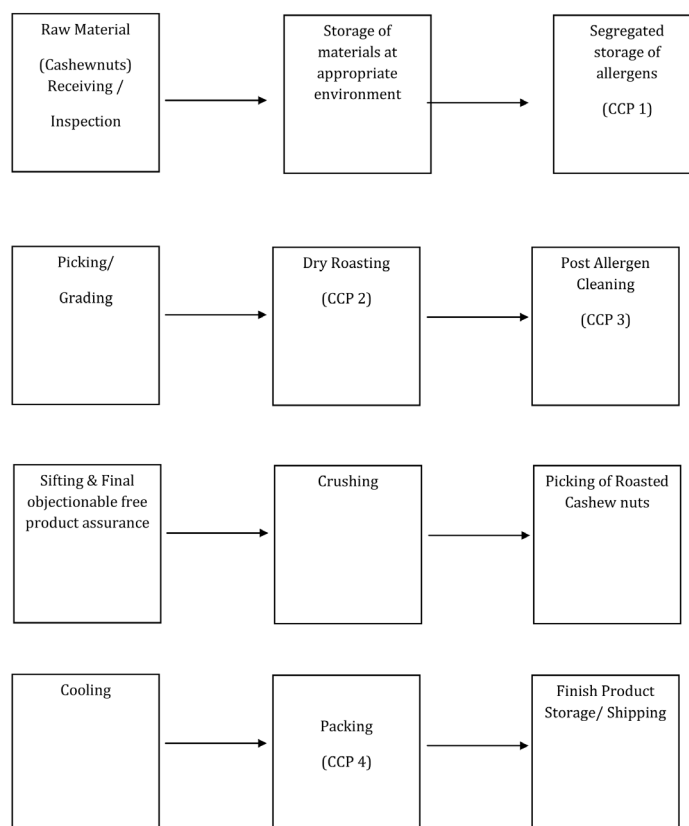 Raw Material
(Cashewnuts)
Receiving /
Inspection
Storage of
materials at
appropriate
environment
Segregated
storage of
allergens
(CCP 1)
Picking/
Grading
Dry Roasting
(CCP 2)
Post Allergen
Cleaning
(CCP 3)
Sifting & Final
objectionable free
product assurance
Crushing
Picking of Roasted
Cashew nuts
Cooling
Packing
(CCP 4)
Finish Product
Storage/ Shipping